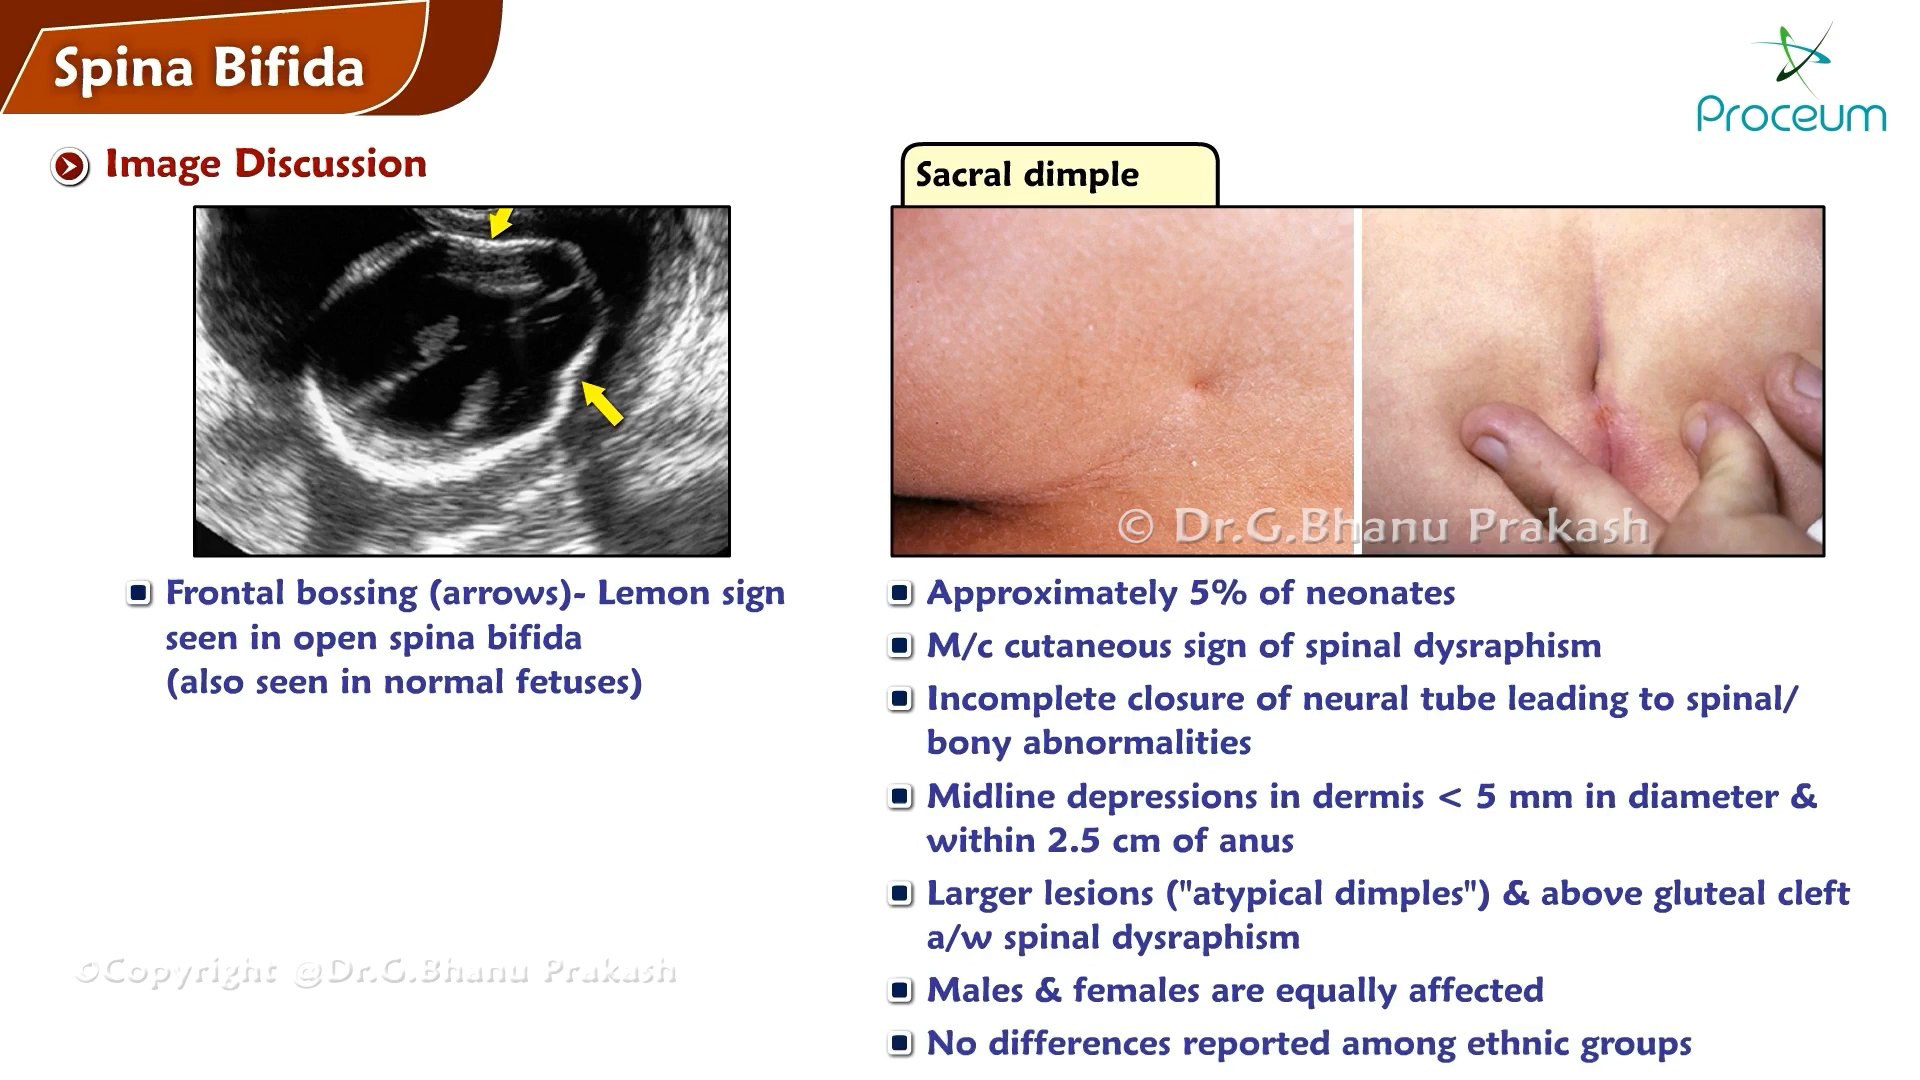 Spina Bifida
Proceum
Image Discussion
Frontal bossing (arrows)- Lemon sign
seen in open spina bifida
(also seen in normal fetuses)
©Copyright @Dr.G.Bhanu Prakash
Sacral dimple
© Dr.G.Bhanu Prakash
Approximately 5% of neonates
M/c cutaneous sign of spinal dysraphism
Incomplete closure of neural tube leading to spinal/
bony abnormalities
Midline depressions in dermis < 5 mm in diameter &
within 2.5 cm of anus
Larger lesions ("atypical dimples") & above gluteal cleft
a/w spinal dysraphism
Males & females are equally affected
No differences reported among ethnic groups